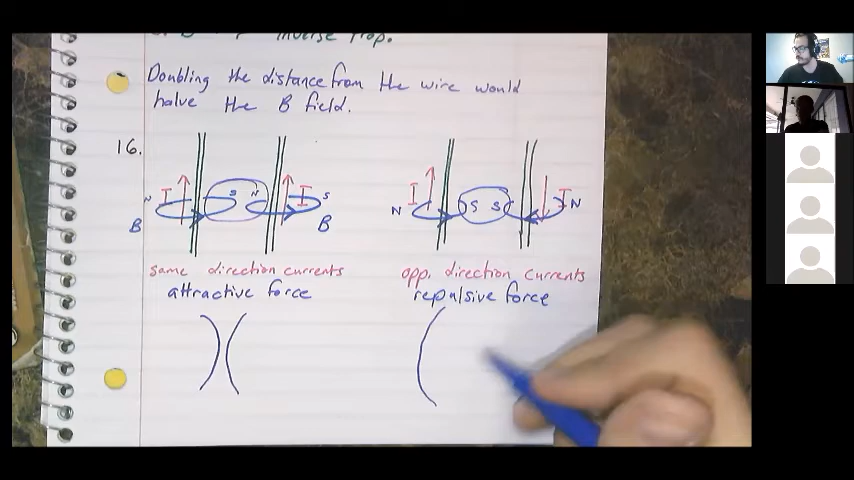 inverse prop.
Doubling the distance from the wire would
halve the B field.
16.
N I S N I S
B B
N I S S I N
same direction currents
attractive force
opp. direction currents
repulsive force